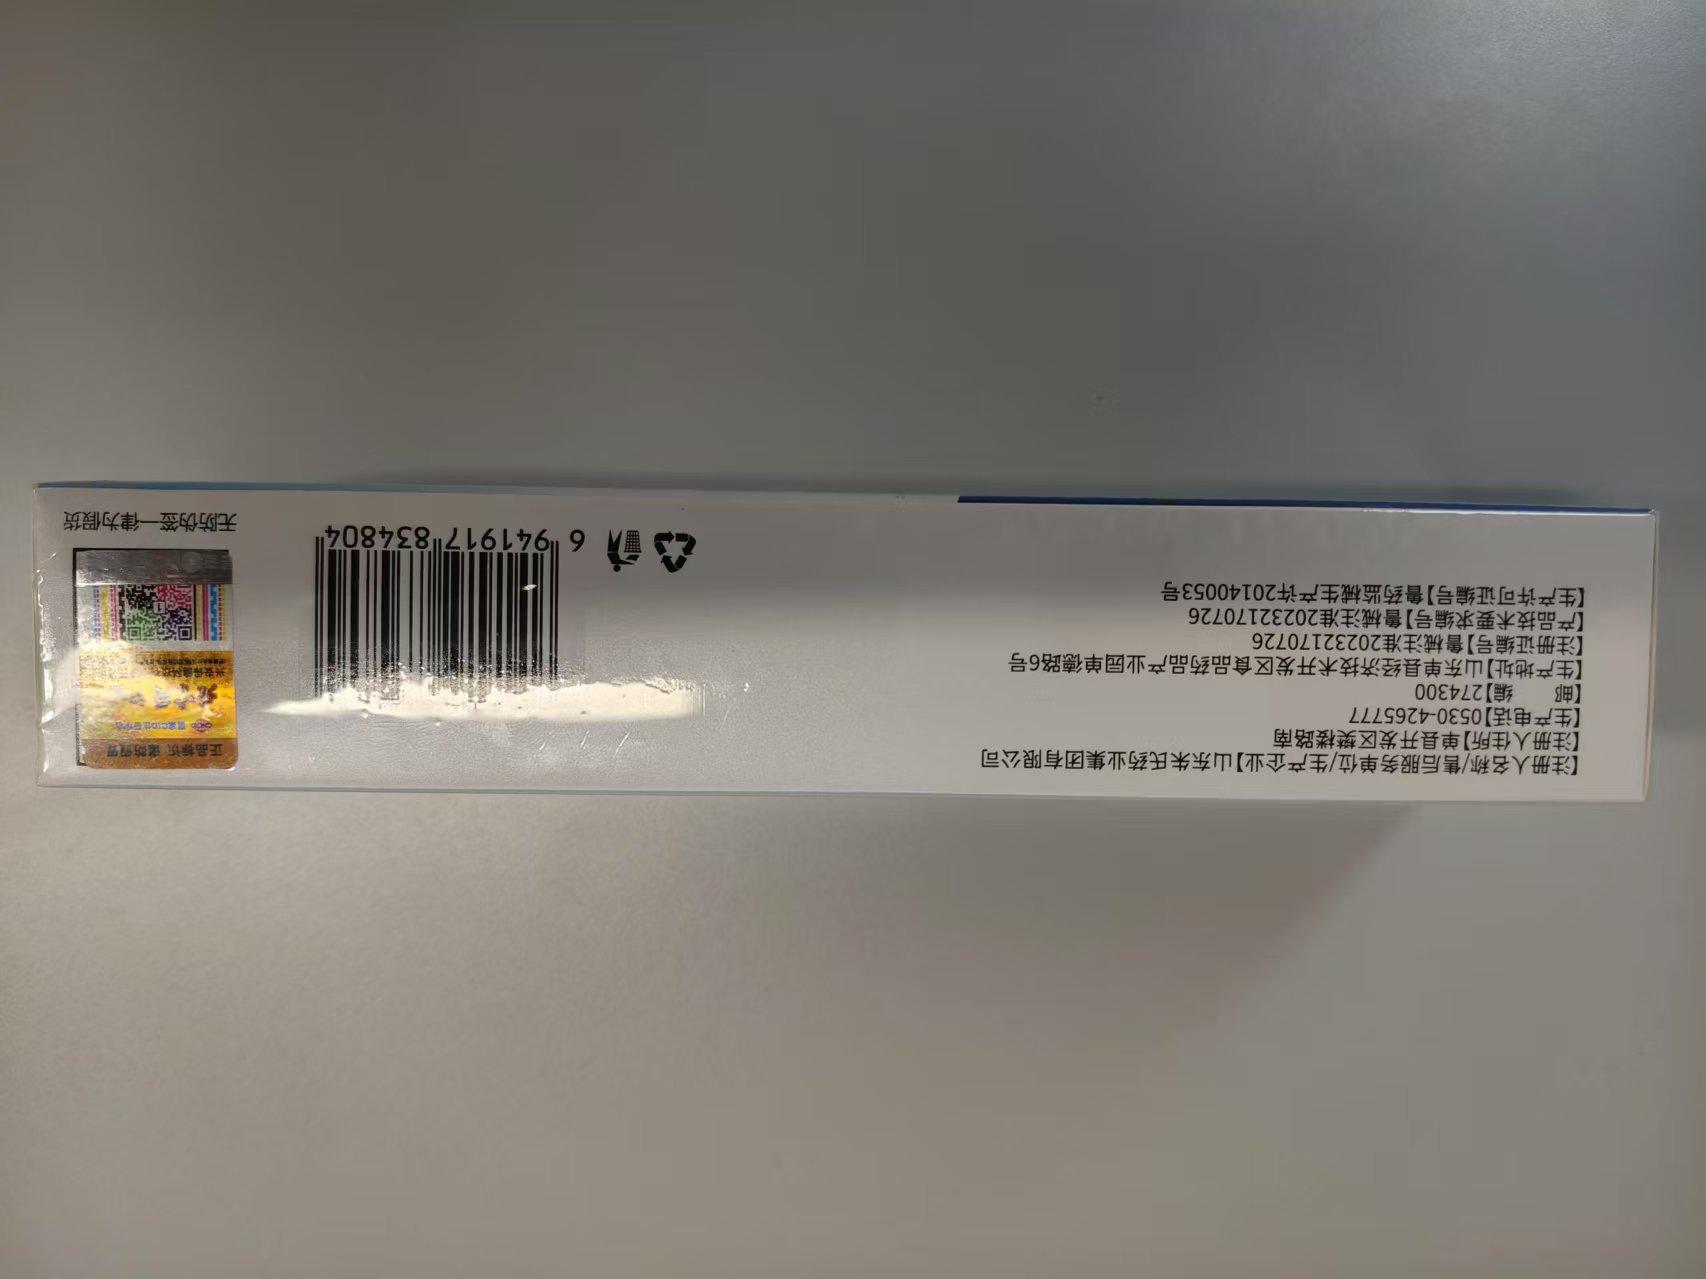 【注册人名称/售后服务单位/生产企业】山东朱氏药业集团有限公司
【注册人住所】单县开发区樊楼路南
【生产电话】0530-4265777
【邮 编】274300
【生产地址】山东单县经济技术开发区食品药品产业园单德路6号
【注册证编号】鲁械注准20232170726
【产品技术要求编号】鲁械注准20232170726
【生产许可证编号】鲁药监械生产许20140053号
6 941917 834804
正品标识 谨防假冒
无防伪签一律为假货